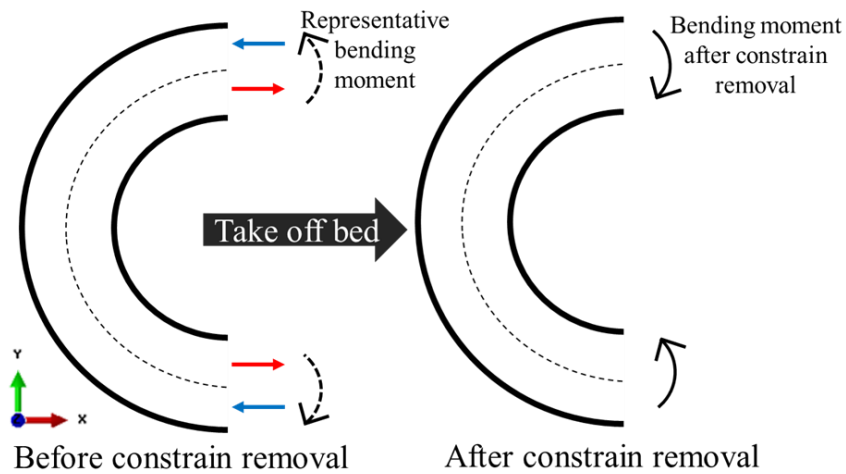 Representative
bending
moment
Bending moment
after constrain
removal
Take off bed
Y
X
Before constrain removal
After constrain removal